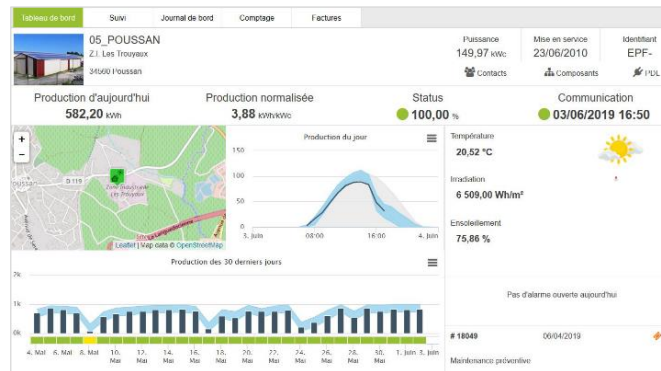 Tableau de bord
Suivi
Journal de bord
Comptage
Factures
05_POUSSAN
Z.I. Les Trouyaux
34560 Poussan
Puissance
149,97 kWc
Mise en service
23/06/2010
Identifiant
EPF-
Contacts
Composants
PDL
Production d'aujourd'hui
582,20 kWh
Production normalisée
3,88 kWh/kWc
Status
100,00 %
Communication
03/06/2019 16:50
+
−
D 119
Leaflet | Map data © OpenStreetMap
Production du jour
150
100
50
0
3. Juin
08:00
16:00
4. Juin
Température
20,52 °C
Irradiation
6 509,00 Wh/m²
Ensoleillement
75,86 %
Production des 30 derniers jours
2k
1k
0k
4. Mai
6. Mai
8. Mai
10. Mai
12. Mai
14. Mai
16. Mai
18. Mai
20. Mai
22. Mai
24. Mai
26. Mai
28. Mai
30. Mai
1. Juin
3. Juin
Pas d'alarme ouverte aujourd'hui
# 18049
06/04/2019
Maintenance préventive